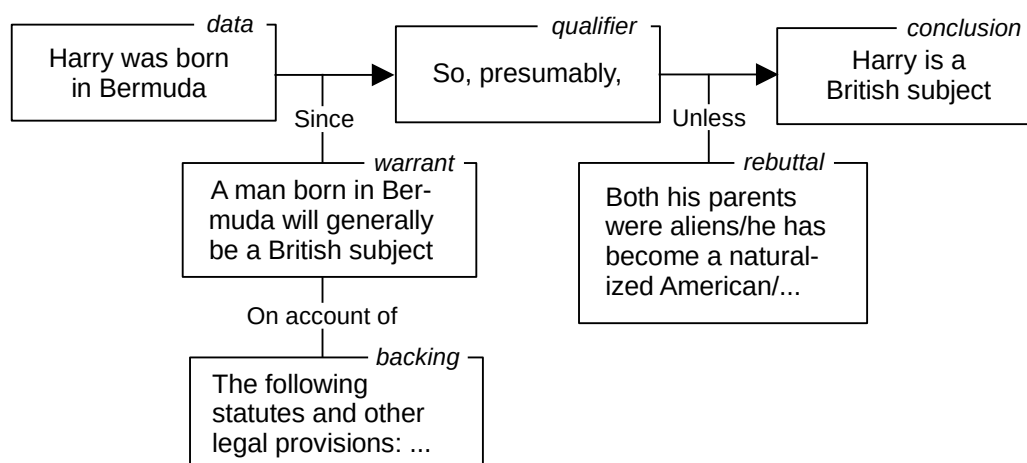 data
Harry was born
in Bermuda
qualifier
So, presumably,
conclusion
Harry is a
British subject
Since
Unless
warrant
A man born in Ber-
muda will generally
be a British subject
rebuttal
Both his parents
were aliens/he has
become a natural-
ized American/...
On account of
backing
The following
statutes and other
legal provisions: ...